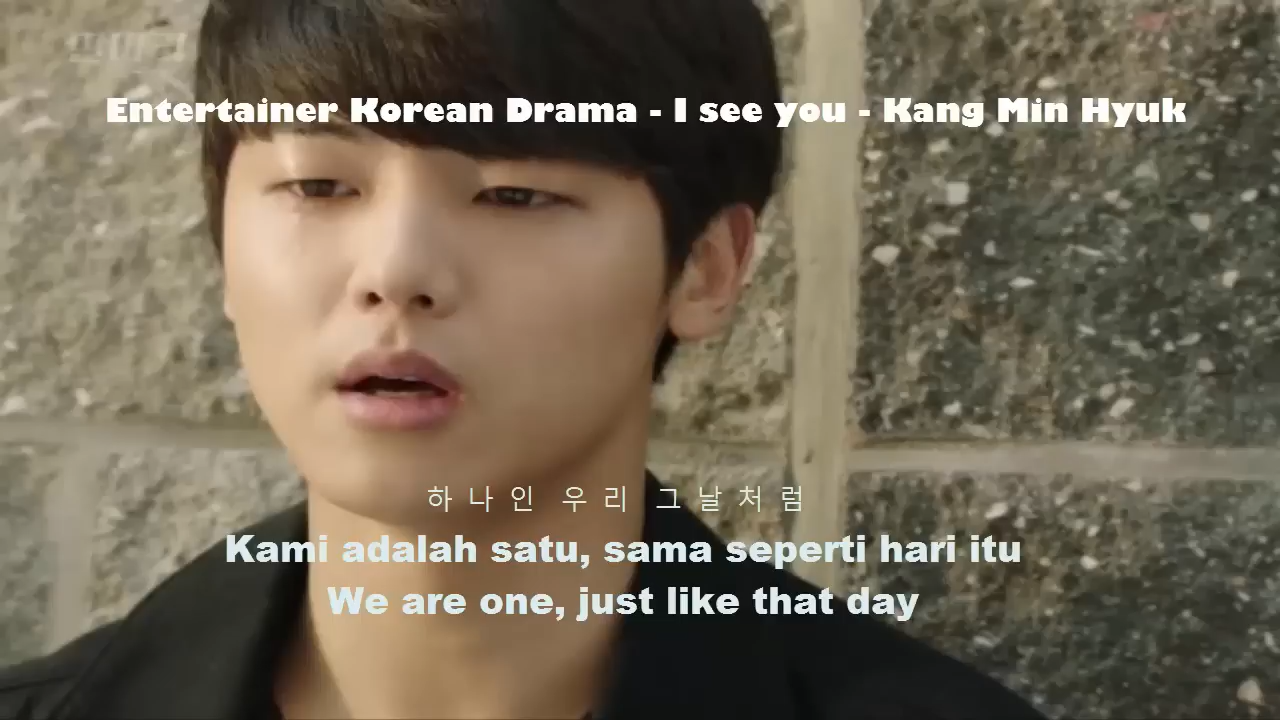 Entertainer Korean Drama - I see you - Kang Min Hyuk
하나인 우리 그날처럼
Kami adalah satu, sama seperti hari itu
We are one, just like that day